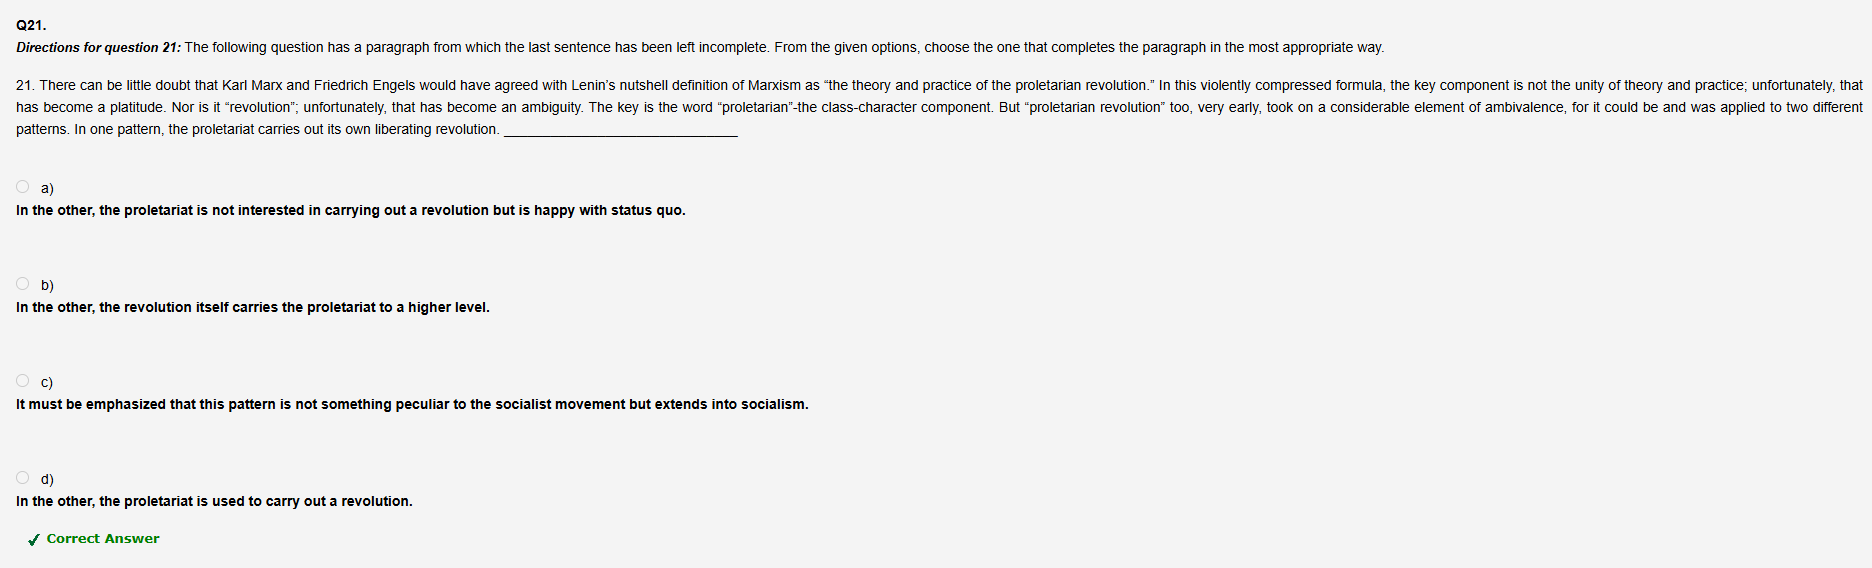 Q21.
Directions for question 21: The following question has a paragraph from which the last sentence has been left incomplete. From the given options, choose the one that completes the paragraph in the most appropriate way.
21. There can be little doubt that Karl Marx and Friedrich Engels would have agreed with Lenin's nutshell definition of Marxism as “the theory and practice of the proletarian revolution.” In this violently compressed formula, the key component is not the unity of theory and practice; unfortunately, that
has become a platitude. Nor is it “revolution”; unfortunately, that has become an ambiguity. The key is the word “proletarian”-the class-character component. But “proletarian revolution” too, very early, took on a considerable element of ambivalence, for it could be and was applied to two different
patterns. In one pattern, the proletariat carries out its own liberating revolution. ______________________________
a)
In the other, the proletariat is not interested in carrying out a revolution but is happy with status quo.
b)
In the other, the revolution itself carries the proletariat to a higher level.
c)
It must be emphasized that this pattern is not something peculiar to the socialist movement but extends into socialism.
d)
In the other, the proletariat is used to carry out a revolution.
✓ Correct Answer